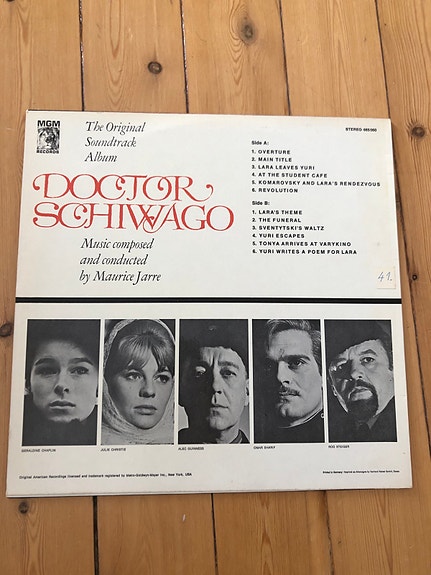 MGM
RECORDS
The Original
Soundtrack
Album
STEREO 665 060
DOCTOR
SCHIWAGO
Music composed
and conducted
by Maurice Jarre
Side A:
1. OVERTURE
2. MAIN TITLE
3. LARA LEAVES YURI
4. AT THE STUDENT CAFE
5. KOMAROVSKY AND LARA'S RENDEZVOUS
6. REVOLUTION
Side B:
1. LARA'S THEME
2. THE FUNERAL
3. SVENTYTSKI'S WALTZ
4. YURI ESCAPES
5. TONYA ARRIVES AT VARYKINO
6. YURI WRITES A POEM FOR LARA
41.
GERALDINE CHAPLIN
JULIE CHRISTIE
ALEC GUINNESS
OMAR SHARIF
ROD STEIGER
Original American Recordings licensed and trademark registered by Metro-Goldwyn-Mayer Inc., New York, USA
Printed in Germany